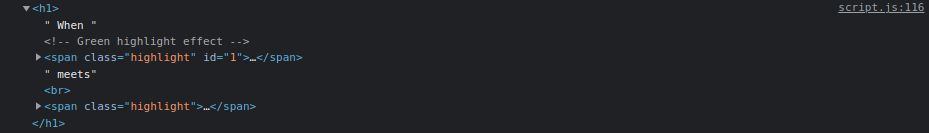 ▼<h1> script.js:116
" When "
<!-- Green highlight effect -->
▶<span class="highlight" id="1">…</span>
" meets"
<br>
▶<span class="highlight">…</span>
</h1>